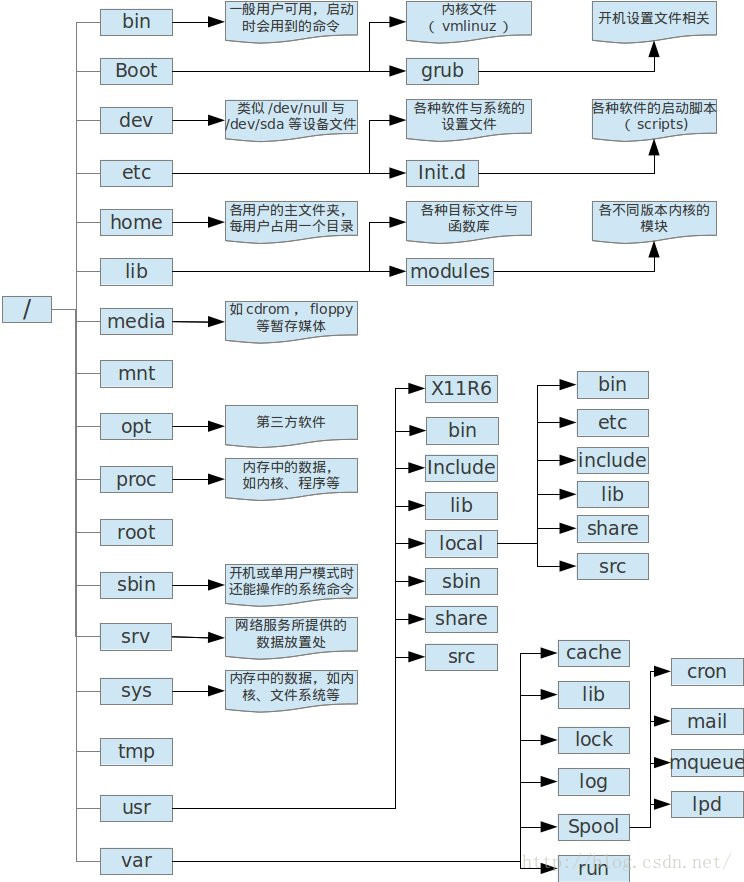 /
bin
一般用户可用，启动
时会用到的命令
Boot
内核文件
（ vmlinuz ）
grub
开机设置文件相关
dev
类似 /dev/null 与
/dev/sda 等设备文件
etc
各种软件与系统的
设置文件
Init.d
各种软件的启动脚本
（ scripts)
home
各用户的主文件夹，
每用户占用一个目录
lib
各种目标文件与
函数库
modules
各不同版本内核的
模块
media
如 cdrom ， floppy
等暂存媒体
mnt
opt
第三方软件
proc
内存中的数据，
如内核、程序等
root
sbin
开机或单用户模式时
还能操作的系统命令
srv
网络服务所提供的
数据放置处
sys
内存中的数据，如内
核、文件系统等
tmp
usr
X11R6
bin
Include
lib
local
bin
etc
include
lib
share
src
sbin
share
src
var
cache
lib
lock
log
Spool
cron
mail
mqueue
lpd
run
http://blog.csdn.net/